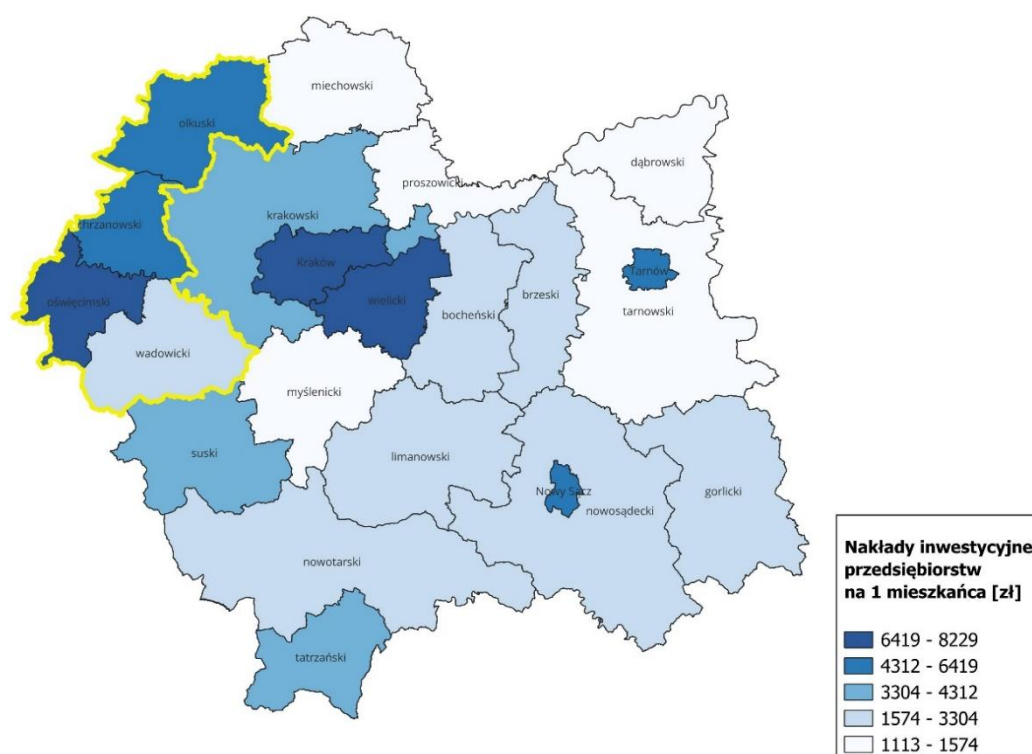 miechowski
olkuski
dąbrowski
proszowicki
chrzanowski
krakowski
Kraków
Tarnów
oświęcimski
wielicki
brzeski
bocheński
tarnowski
wadowicki
myślenicki
suski
limanowski
Nowy Sącz
gorlicki
nowosądecki
nowotarski
tatrzański
Nakłady inwestycyjne
przedsiębiorstw
na 1 mieszkańca [zł]
6419 - 8229
4312 - 6419
3304 - 4312
1574 - 3304
1113 - 1574